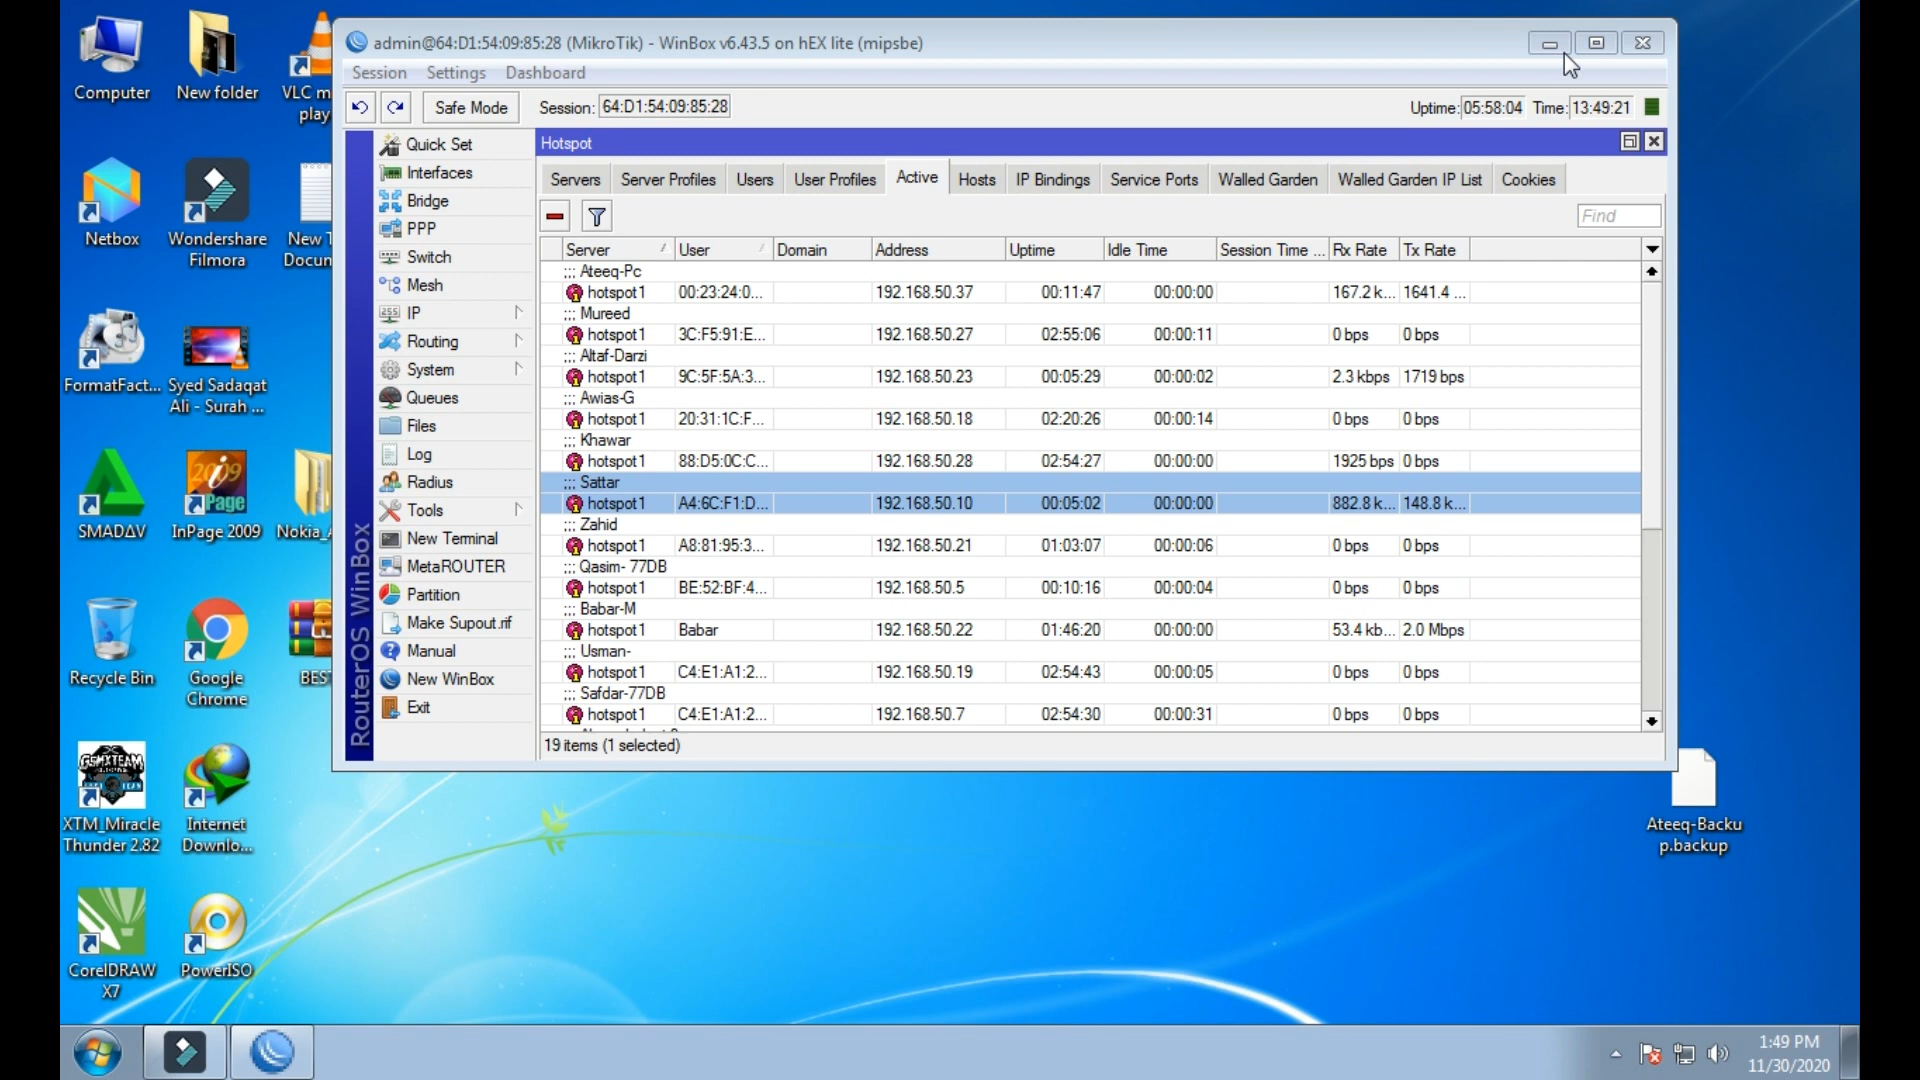 Computer
New folder
VLC m
play
Netbox
Wondershare
Filmora
New T
Docun
FormatFact...
Syed Sadaqat
Ali - Surah ...
SMADΔV
2009
Page
InPage 2009
Nokia_
Recycle Bin
Google
Chrome
BEST
GSMXTEAM
XTM_Miracle
Thunder 2.82
Internet
Downlo...
CorelDRAW
X7
PowerISO
admin@64:D1:54:09:85:28 (MikroTik) - WinBox v6.43.5 on hEX lite (mipsbe)
Session Settings Dashboard
Safe Mode Session: 64:D1:54:09:85:28 Uptime: 05:58:04 Time: 13:49:21
RouterOS WinBox
Quick Set
Interfaces
Bridge
PPP
Switch
Mesh
255 IP
Routing
System
Queues
Files
Log
Radius
Tools
New Terminal
MetaROUTER
Partition
Make Supout.rif
Manual
New WinBox
Exit
Hotspot
Servers Server Profiles Users User Profiles Active Hosts IP Bindings Service Ports Walled Garden Walled Garden IP List Cookies
Find
Server User Domain Address Uptime Idle Time Session Time ... Rx Rate Tx Rate
;;; Ateeq-Pc
hotspot1 00:23:24:0... 192.168.50.37 00:11:47 00:00:00 167.2 k... 1641.4 ...
;;; Mureed
hotspot1 3C:F5:91:E... 192.168.50.27 02:55:06 00:00:11 0 bps 0 bps
;;; Altaf-Darzi
hotspot1 9C:5F:5A:3... 192.168.50.23 00:05:29 00:00:02 2.3 kbps 1719 bps
;;; Awias-G
hotspot1 20:31:1C:F... 192.168.50.18 02:20:26 00:00:14 0 bps 0 bps
;;; Khawar
hotspot1 88:D5:0C:C... 192.168.50.28 02:54:27 00:00:00 1925 bps 0 bps
;;; Sattar
hotspot1 A4:6C:F1:D... 192.168.50.10 00:05:02 00:00:00 882.8 k... 148.8 k...
;;; Zahid
hotspot1 A8:81:95:3... 192.168.50.21 01:03:07 00:00:06 0 bps 0 bps
;;; Qasim- 77DB
hotspot1 BE:52:BF:4... 192.168.50.5 00:10:16 00:00:04 0 bps 0 bps
;;; Babar-M
hotspot1 Babar 192.168.50.22 01:46:20 00:00:00 53.4 kb... 2.0 Mbps
;;; Usman-
hotspot1 C4:E1:A1:2... 192.168.50.19 02:54:43 00:00:05 0 bps 0 bps
;;; Safdar-77DB
hotspot1 C4:E1:A1:2... 192.168.50.7 02:54:30 00:00:31 0 bps 0 bps
19 items (1 selected)
Ateeq-Backu
p.backup
1:49 PM
11/30/2020